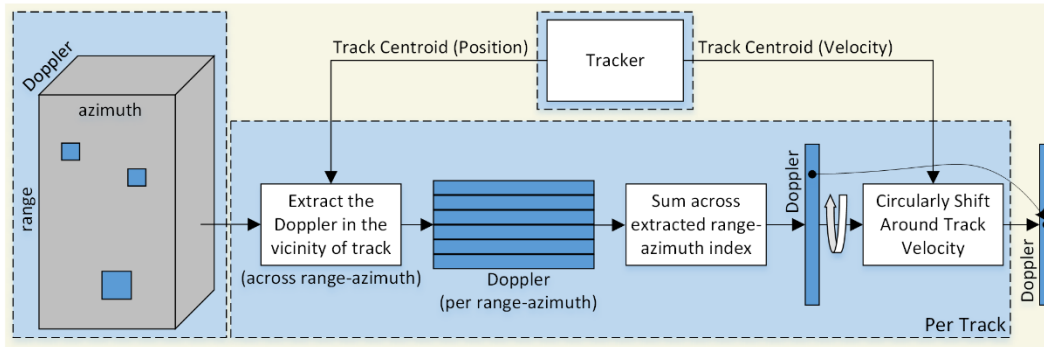 Doppler
azimuth
range
Track Centroid (Position)
Tracker
Track Centroid (Velocity)
Extract the
Doppler in the
vicinity of track
(across range-azimuth)
Doppler
(per range-azimuth)
Sum across
extracted range-
azimuth index
Doppler
Circularly Shift
Around Track
Velocity
Doppler
Per Track